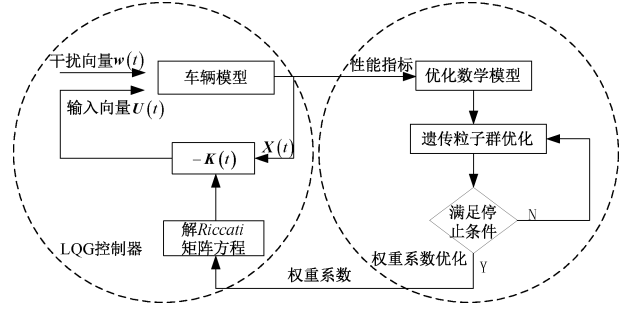 干扰向量w(t)
车辆模型
性能指标
优化数学模型
输入向量U(t)
遗传粒子群优化
X(t)
-K(t)
满足停
止条件
N
解Riccati
矩阵方程
LQG控制器
权重系数优化
Y
权重系数